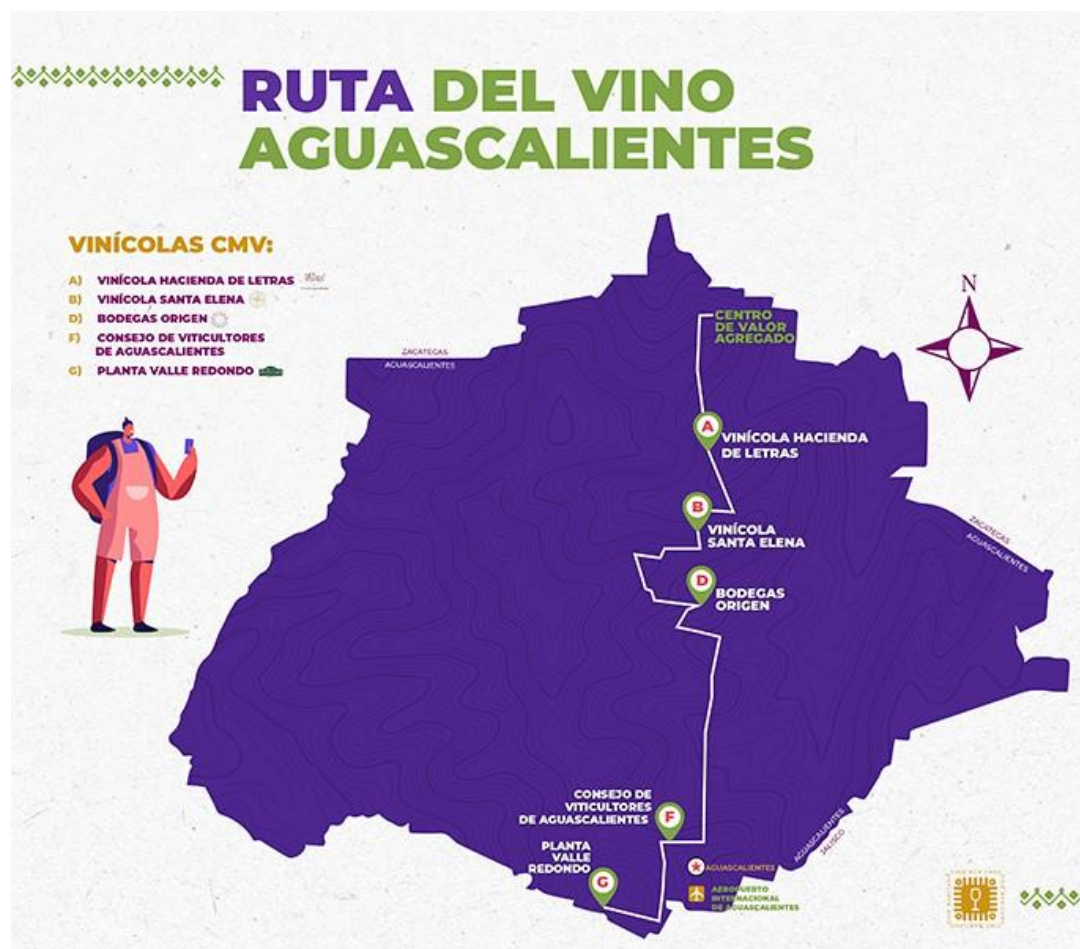 RUTA DEL VINO
AGUASCALIENTES
VINÍCOLAS CMV:
A) VINÍCOLA HACIENDA DE LETRAS
B) VINÍCOLA SANTA ELENA
D) BODEGAS ORIGEN
F) CONSEJO DE VITICULTORES
DE AGUASCALIENTES
G) PLANTA VALLE REDONDO
N
CENTRO
DE VALOR
AGREGADO
ZACATECAS
AGUASCALIENTES
A
VINÍCOLA HACIENDA
DE LETRAS
B
VINÍCOLA
SANTA ELENA
ZACATECAS
AGUASCALIENTES
D
BODEGAS
ORIGEN
CONSEJO DE
VITICULTORES
DE AGUASCALIENTES
F
AGUASCALIENTES
JALISCO
PLANTA
VALLE
REDONDO
G
AGUASCALIENTES
AEROPUERTO
INTERNACIONAL
DE AGUASCALIENTES